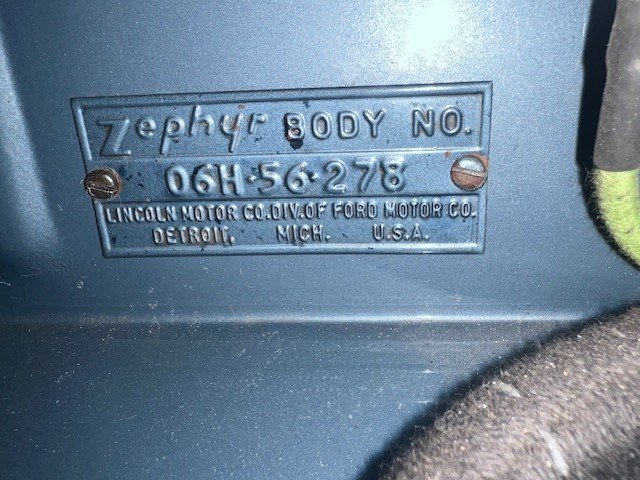 Zephyr BODY NO.
06H·56·278
LINCOLN MOTOR CO.DIV.OF FORD MOTOR CO.
DETROIT, MICH. U.S.A.